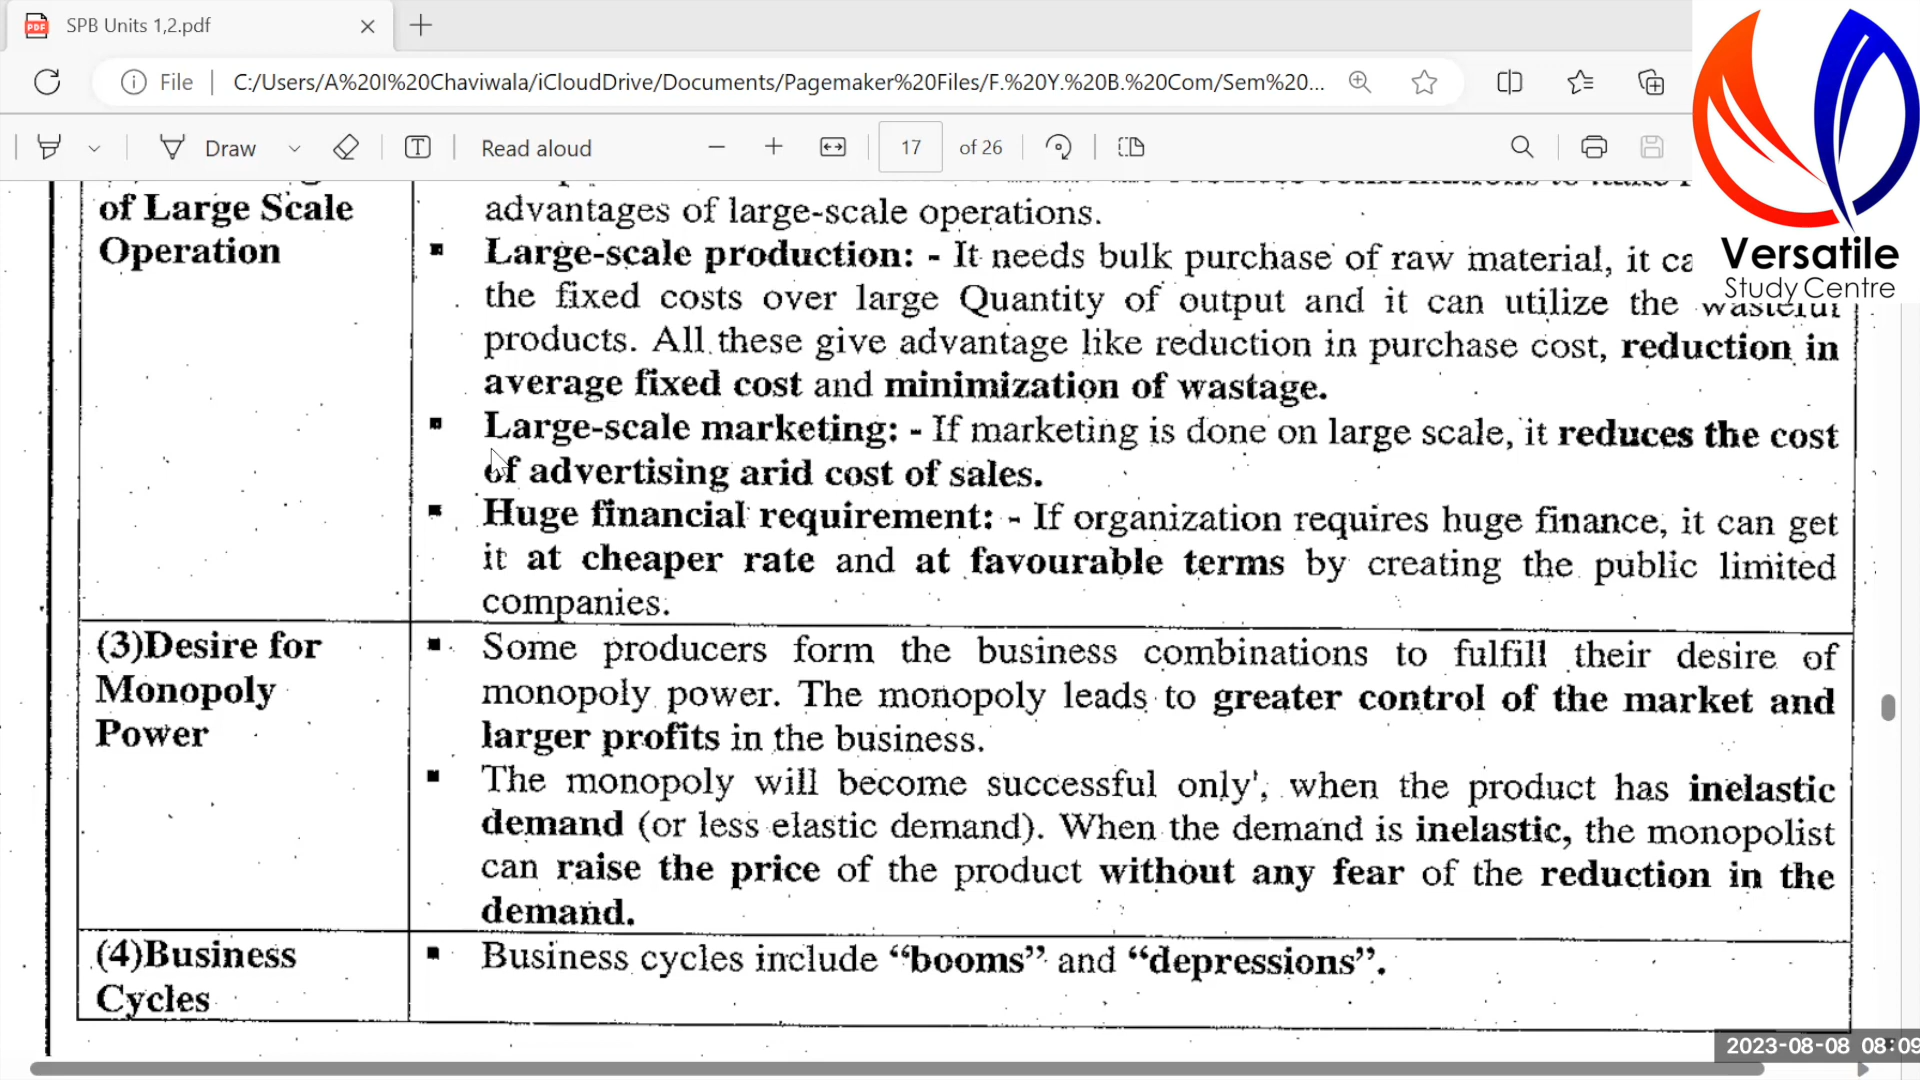 SPB Units 1,2.pdf
File
C:/Users/A%20I%20Chaviwala/iCloudDrive/Documents/Pagemaker%20Files/F.%20Y.%20B.%20Com/Sem%20...
Draw
Read aloud
17 of 26
Versatile
Study Centre
of Large Scale
Operation
advantages of large-scale operations.
▪ Large-scale production: - It needs bulk purchase of raw material, it ca
the fixed costs over large Quantity of output and it can utilize the wasteful
products. All these give advantage like reduction in purchase cost, reduction in
average fixed cost and minimization of wastage.
▪ Large-scale marketing: - If marketing is done on large scale, it reduces the cost
of advertising arid cost of sales.
▪ Huge financial requirement: - If organization requires huge finance, it can get
it at cheaper rate and at favourable terms by creating the public limited
companies.
(3)Desire for
Monopoly
Power
▪ Some producers form the business combinations to fulfill their desire of
monopoly power. The monopoly leads to greater control of the market and
larger profits in the business.
▪ The monopoly will become successful only', when the product has inelastic
demand (or less elastic demand). When the demand is inelastic, the monopolist
can raise the price of the product without any fear of the reduction in the
demand.
(4)Business
Cycles
▪ Business cycles include “booms” and “depressions”.
2023-08-08 08:09